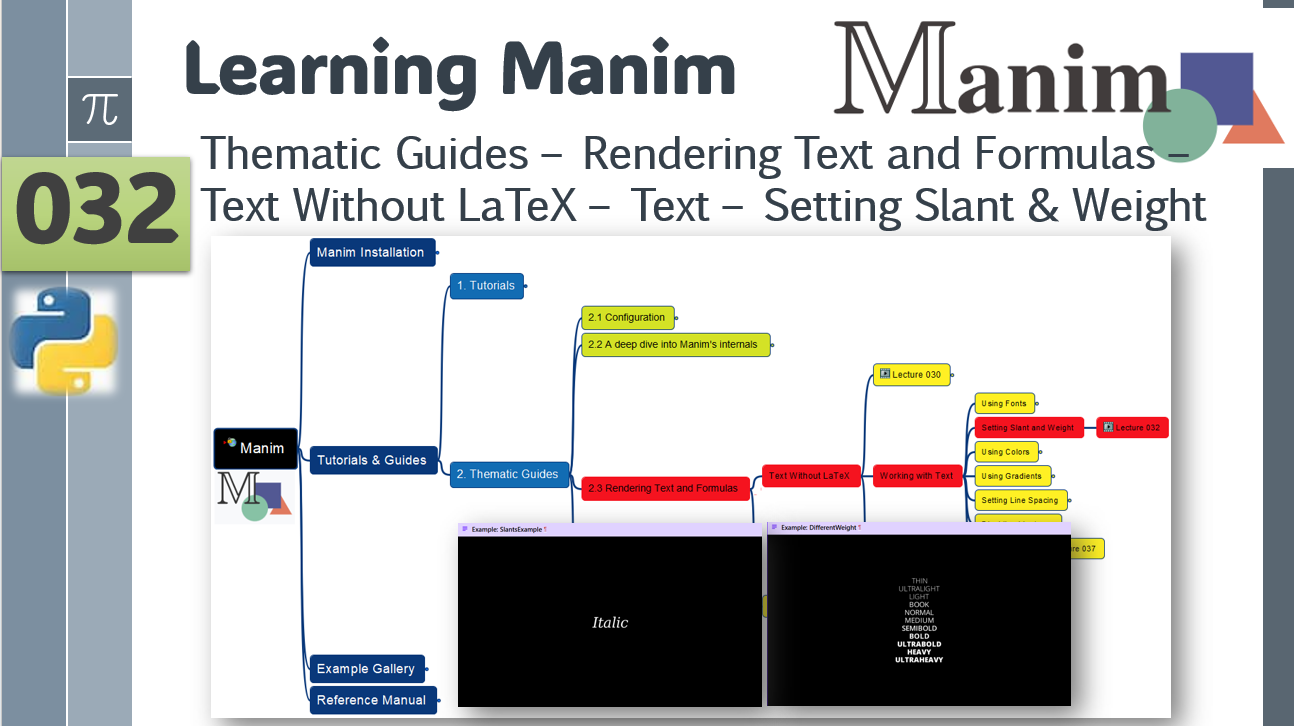 Learning Manim
Manim
π
Thematic Guides – Rendering Text and Formulas –
032
Text Without LaTeX – Text – Setting Slant & Weight
Manim Installation
1. Tutorials
2.1 Configuration
2.2 A deep dive into Manim's internals
Lecture 030
Using Fonts
Setting Slant and Weight
Lecture 032
Manim
Tutorials & Guides
Using Colors
2. Thematic Guides
Text Without LaTeX
Working with Text
Using Gradients
2.3 Rendering Text and Formulas
Setting Line Spacing
M
Example: SlantsExample ¶
Example: DifferentWeight ¶
re 037
Italic
THIN
ULTRALIGHT
LIGHT
BOOK
NORMAL
MEDIUM
SEMIBOLD
BOLD
ULTRABOLD
HEAVY
ULTRAHEAVY
Example Gallery
Reference Manual